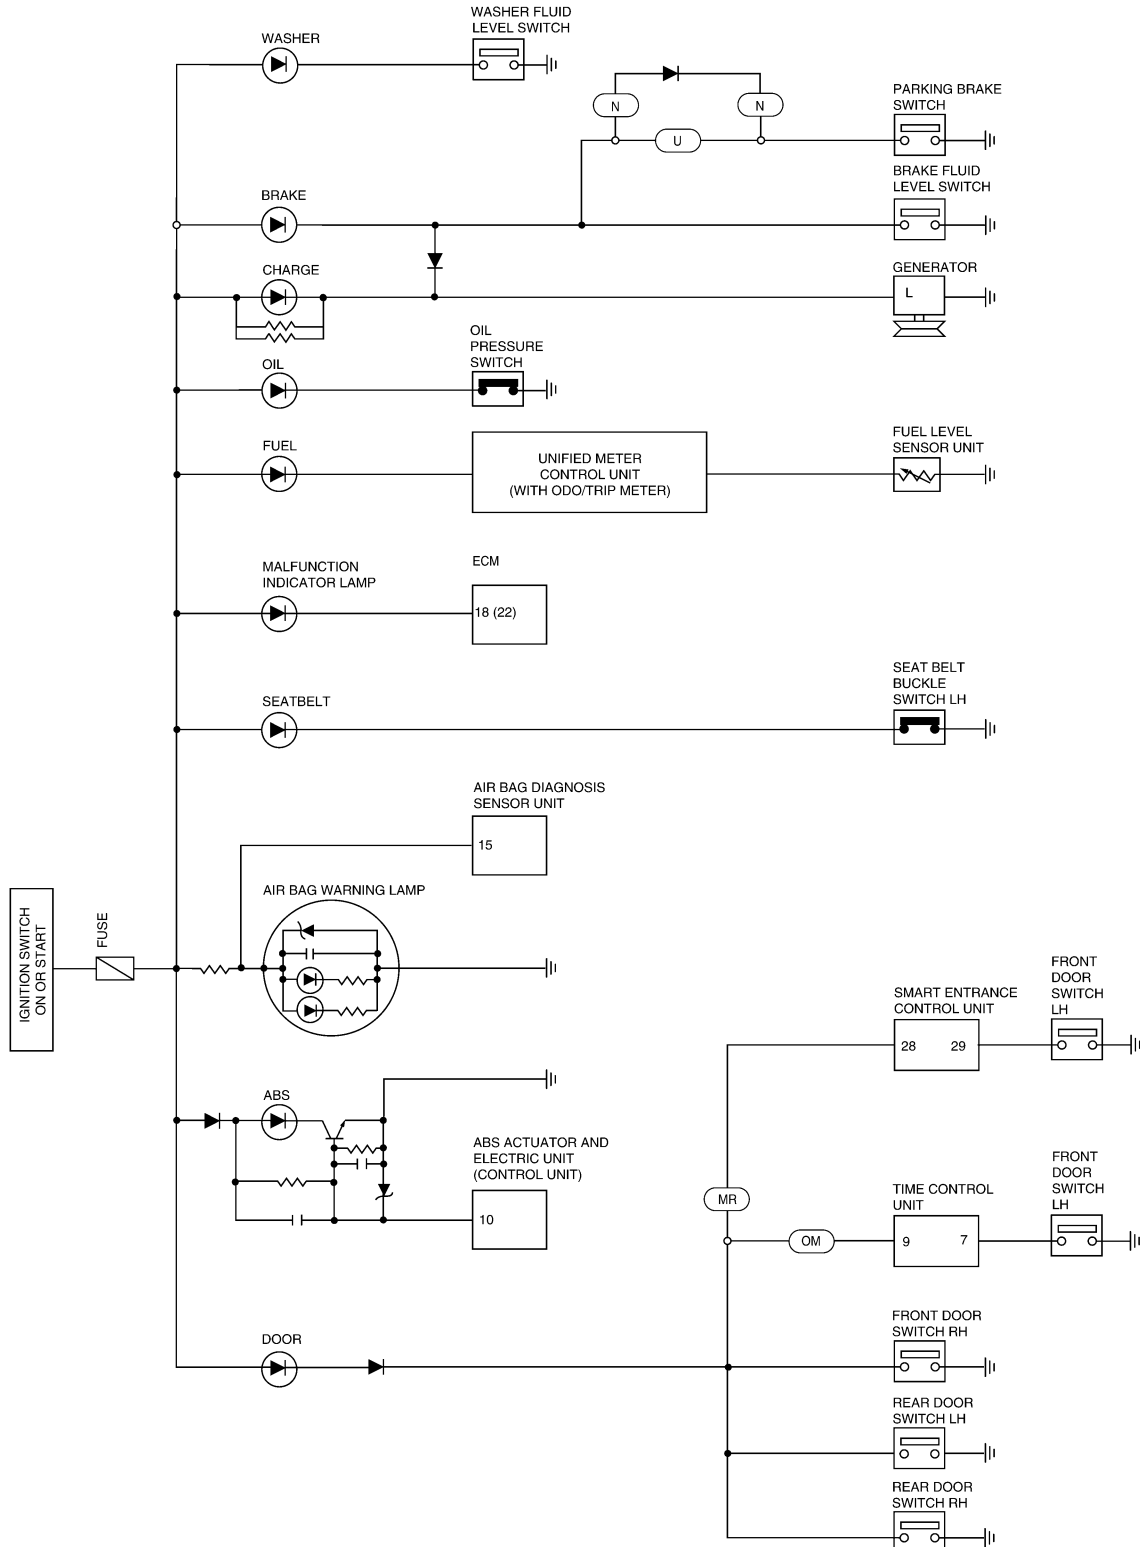 WASHER FLUID
LEVEL SWITCH
WASHER
N
N
U
PARKING BRAKE
SWITCH
BRAKE FLUID
LEVEL SWITCH
BRAKE
CHARGE
GENERATOR
L
OIL
PRESSURE
SWITCH
OIL
FUEL
UNIFIED METER
CONTROL UNIT
(WITH ODO/TRIP METER)
FUEL LEVEL
SENSOR UNIT
MALFUNCTION
INDICATOR LAMP
ECM
18 (22)
SEATBELT
SEAT BELT
BUCKLE
SWITCH LH
AIR BAG DIAGNOSIS
SENSOR UNIT
15
AIR BAG WARNING LAMP
IGNITION SWITCH
ON OR START
FUSE
SMART ENTRANCE
CONTROL UNIT
28 29
FRONT
DOOR
SWITCH
LH
ABS
ABS ACTUATOR AND
ELECTRIC UNIT
(CONTROL UNIT)
10
MR
OM
TIME CONTROL
UNIT
9 7
FRONT
DOOR
SWITCH
LH
DOOR
FRONT DOOR
SWITCH RH
REAR DOOR
SWITCH LH
REAR DOOR
SWITCH RH